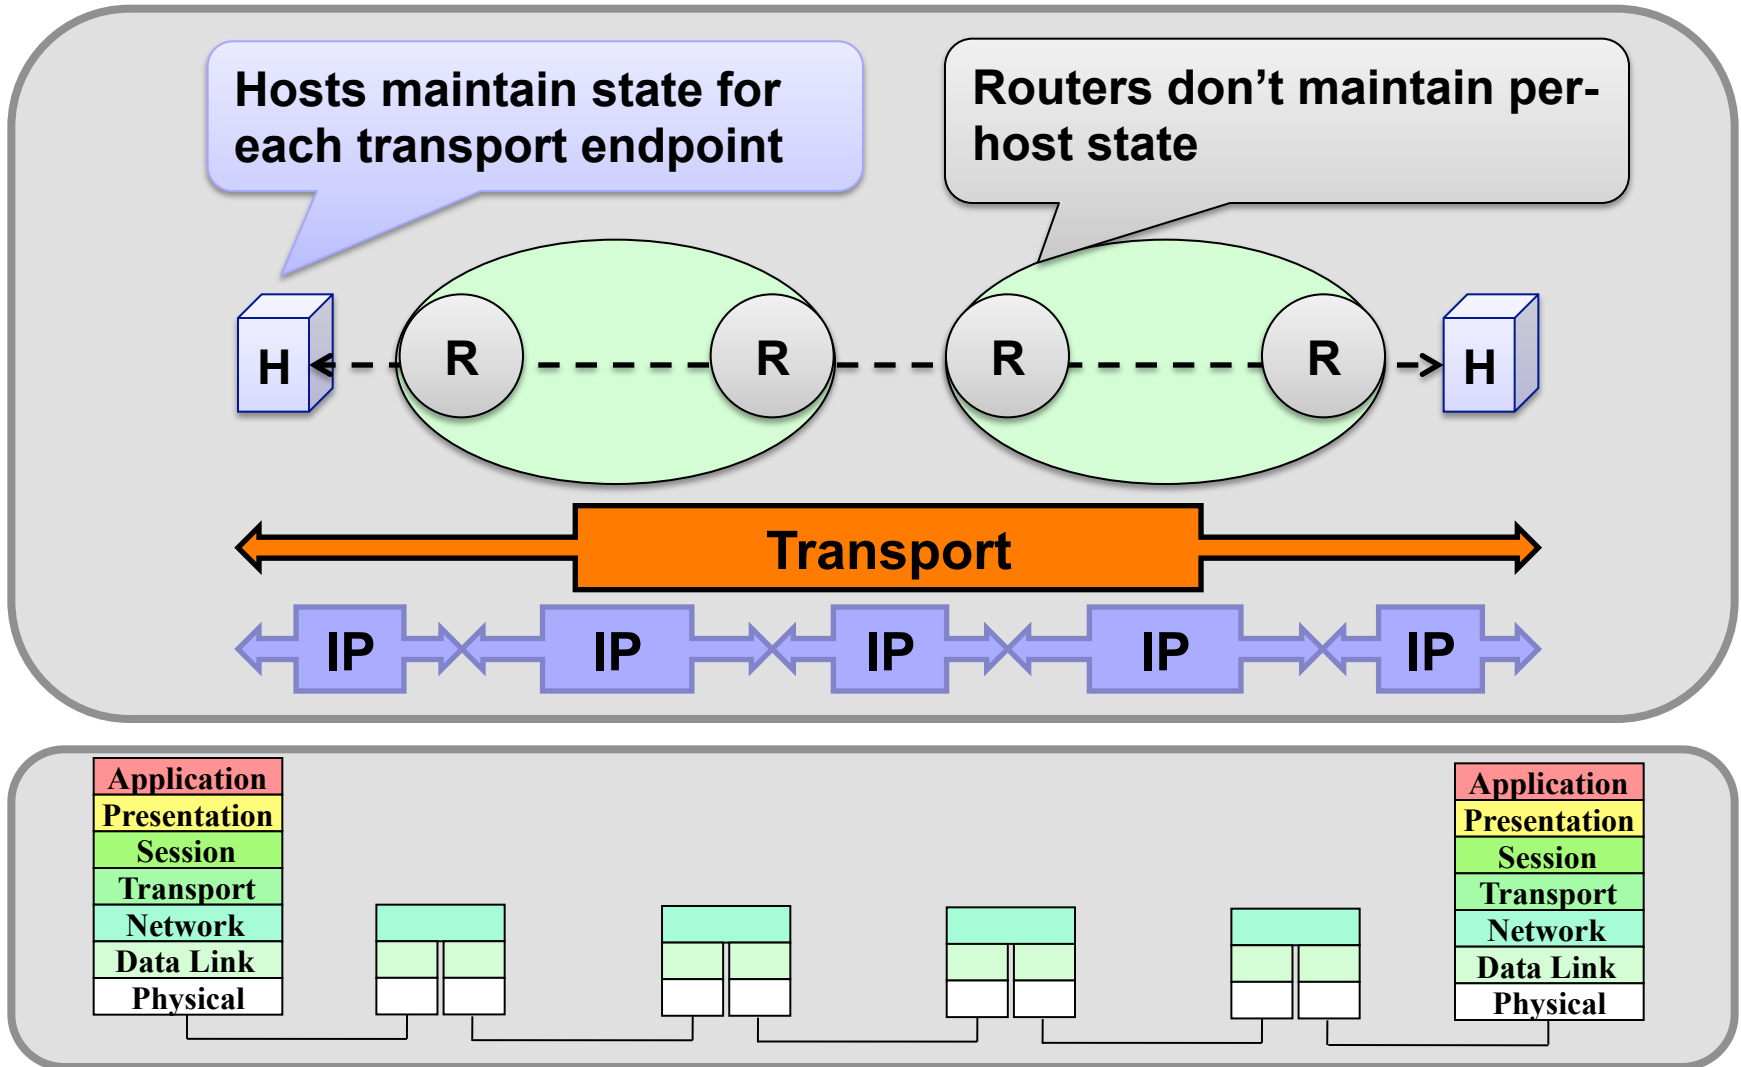 Hosts maintain state for
each transport endpoint
Routers don’t maintain per-
host state
H
R
R
R
R
H
Transport
IP
IP
IP
IP
IP
Application
Presentation
Session
Transport
Network
Data Link
Physical
Application
Presentation
Session
Transport
Network
Data Link
Physical